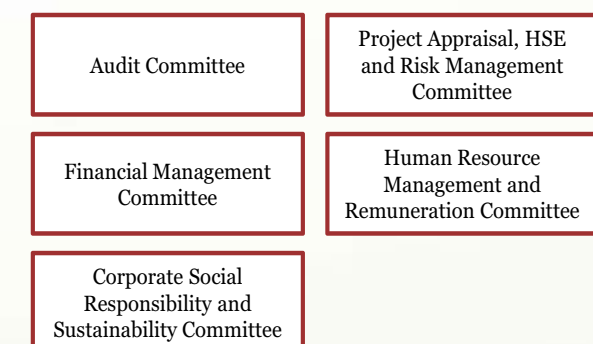 Audit Committee
Project Appraisal, HSE
and Risk Management
Committee
Financial Management
Committee
Human Resource
Management and
Remuneration Committee
Corporate Social
Responsibility and
Sustainability Committee